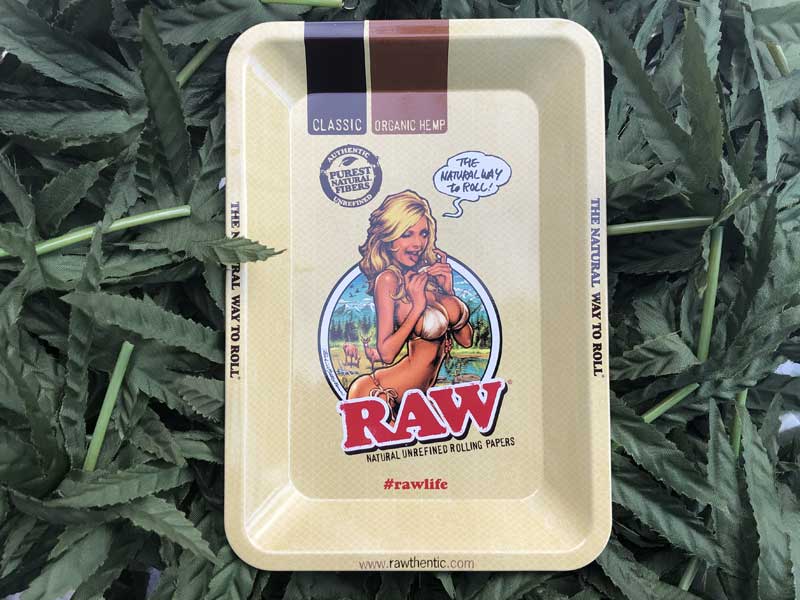 CLASSIC
ORGANIC HEMP
AUTHENTIC
PUREST
NATURAL
FIBERS
UNREFINED
THE
NATURAL WAY
to ROLL!
THE N WAY TO ROLL
THE NATURAL WAY TO ROLL
RAW®
NATURAL UNREFINED ROLLING PAPERS
#rawlife
www.rawthentic.com